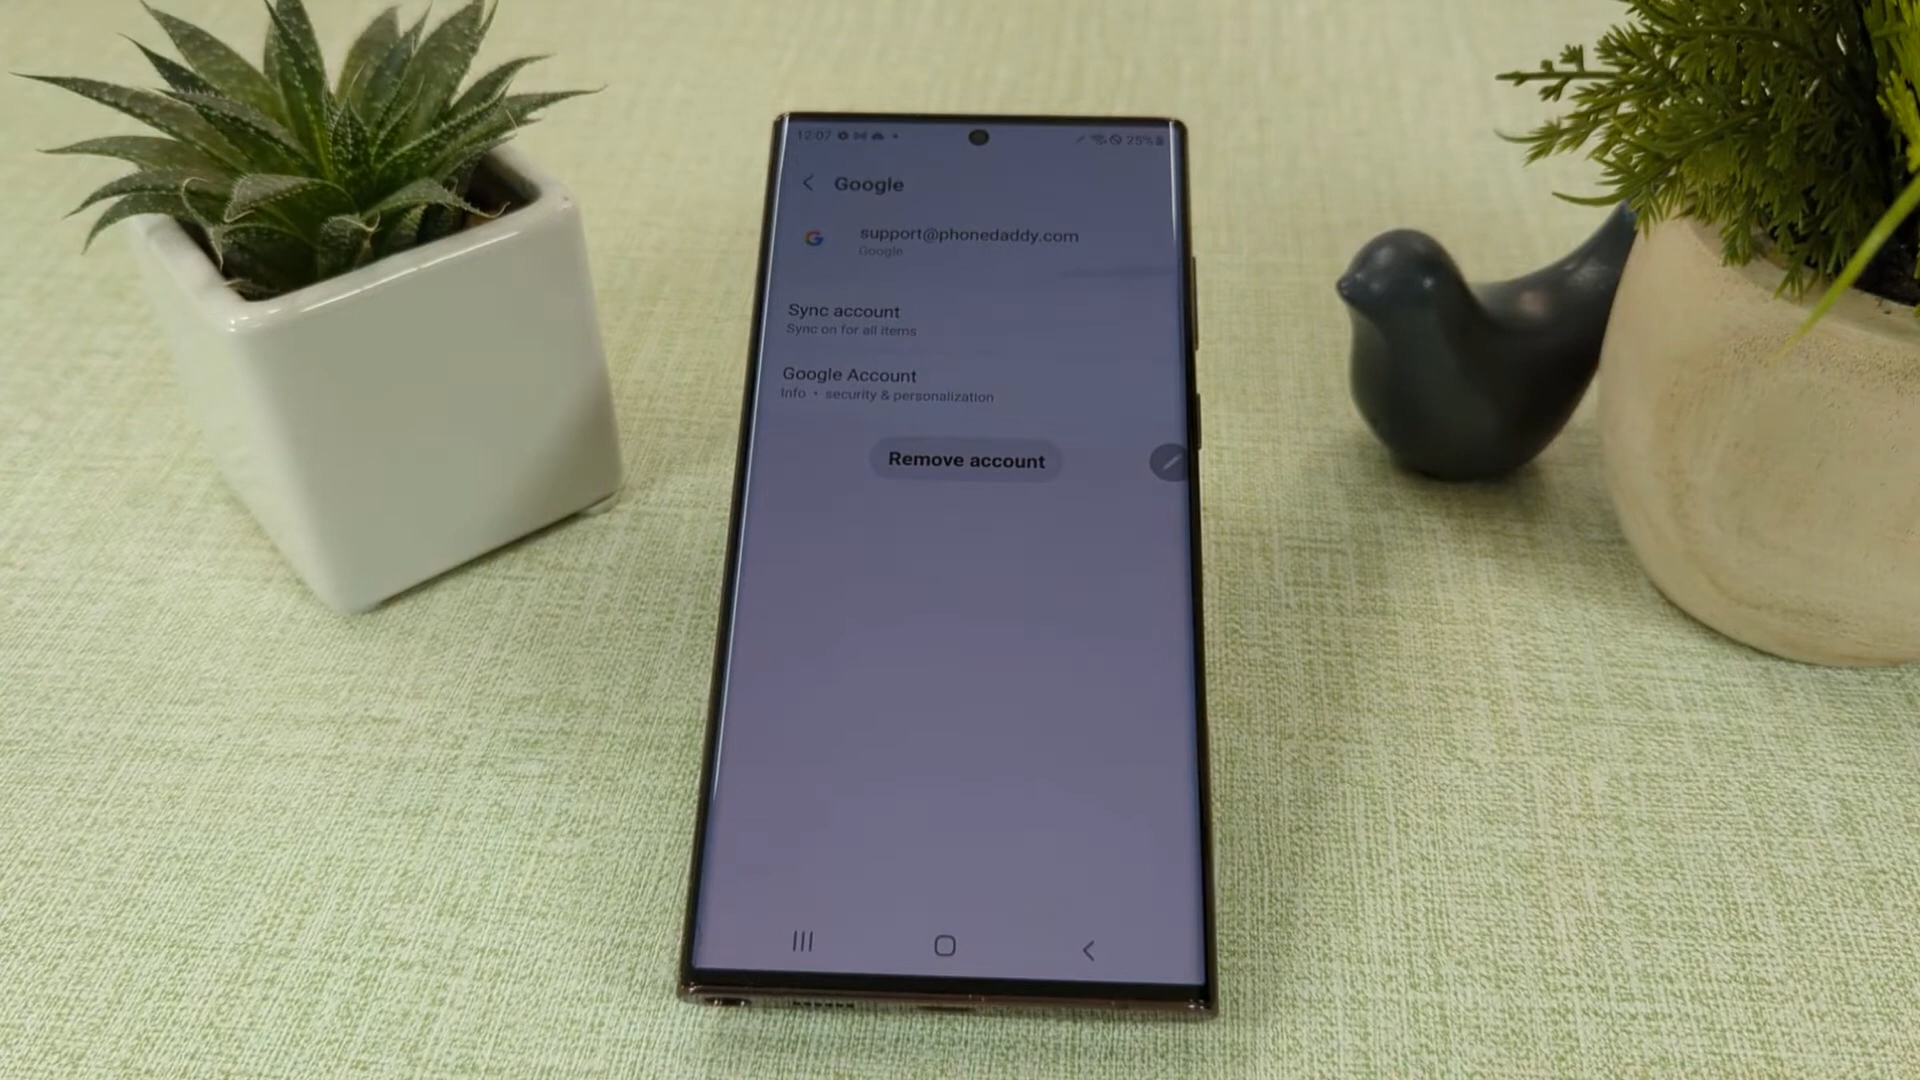 12:07 25%
Google
support@phonedaddy.com
Google
Sync account
Sync on for all items
Google Account
Info • security & personalization
Remove account